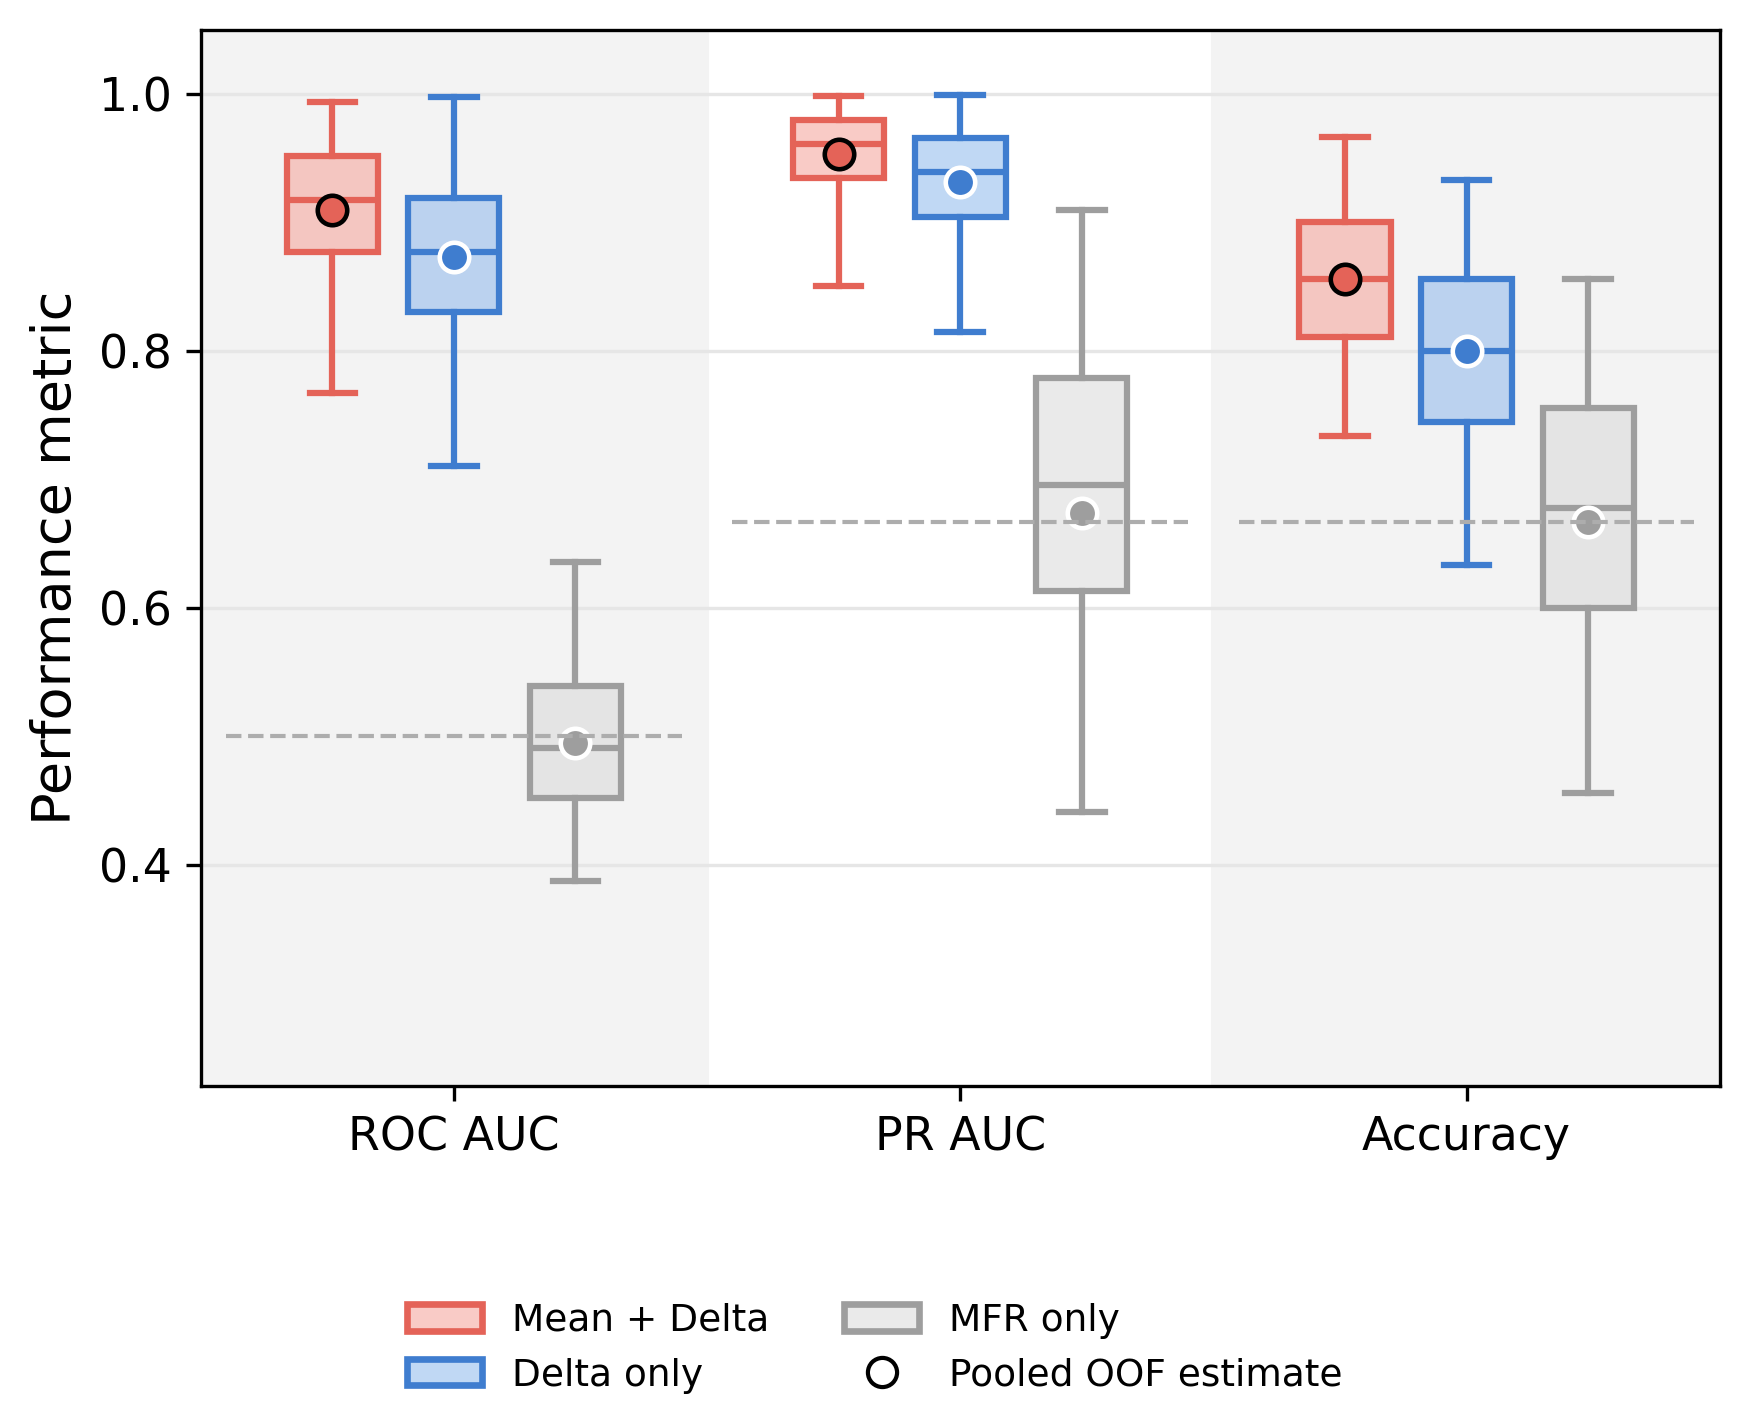 Performance metric
1.0
0.8
0.6
0.4
ROC AUC
PR AUC
Accuracy
Mean + Delta
Delta only
MFR only
Pooled OOF estimate